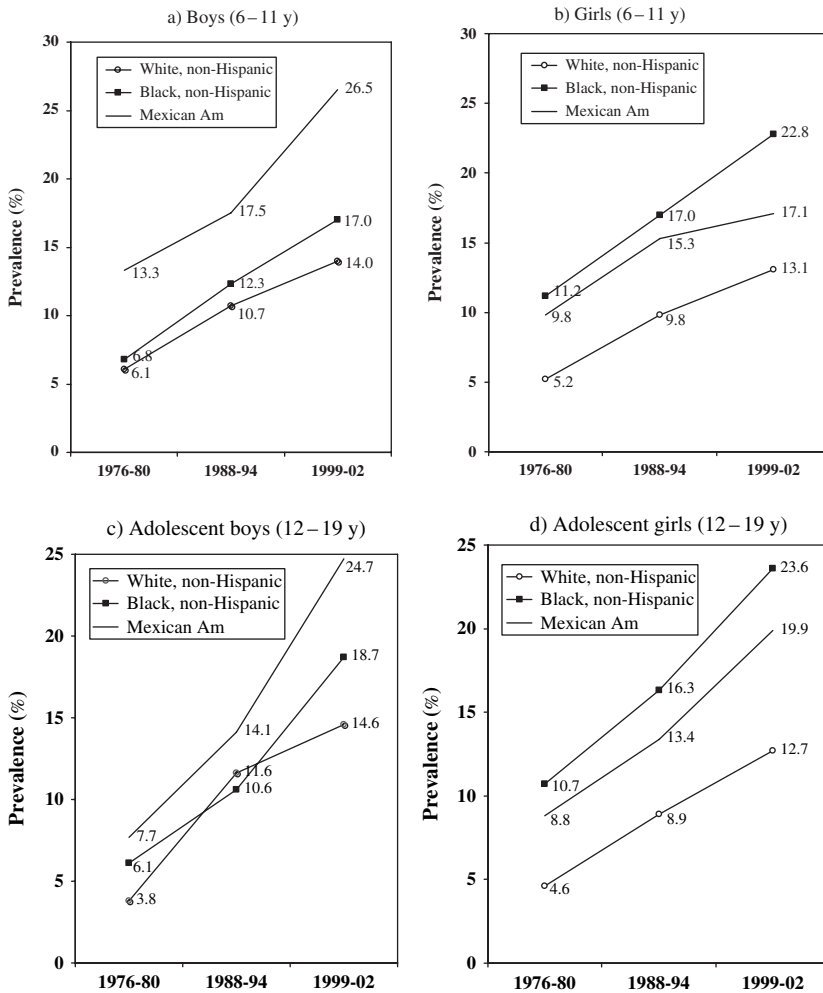 a) Boys (6–11 y)
Prevalence (%)
30
25
20
15
10
5
0
White, non-Hispanic
Black, non-Hispanic
Mexican Am
26.5
17.5
17.0
13.3
12.3
14.0
10.7
6.8
6.1
1976-80 1988-94 1999-02
b) Girls (6–11 y)
Prevalence (%)
30
25
20
15
10
5
0
White, non-Hispanic
Black, non-Hispanic
Mexican Am
22.8
17.0
17.1
15.3
13.1
11.2
9.8
9.8
5.2
1976-80 1988-94 1999-02
c) Adolescent boys (12–19 y)
Prevalence (%)
25
20
15
10
5
0
White, non-Hispanic
Black, non-Hispanic
Mexican Am
24.7
18.7
14.1
14.6
11.6
10.6
7.7
6.1
3.8
1976-80 1988-94 1999-02
d) Adolescent girls (12–19 y)
Prevalence (%)
25
20
15
10
5
0
White, non-Hispanic
Black, non-Hispanic
Mexican Am
23.6
19.9
16.3
13.4
12.7
10.7
8.8
8.9
4.6
1976-80 1988-94 1999-02